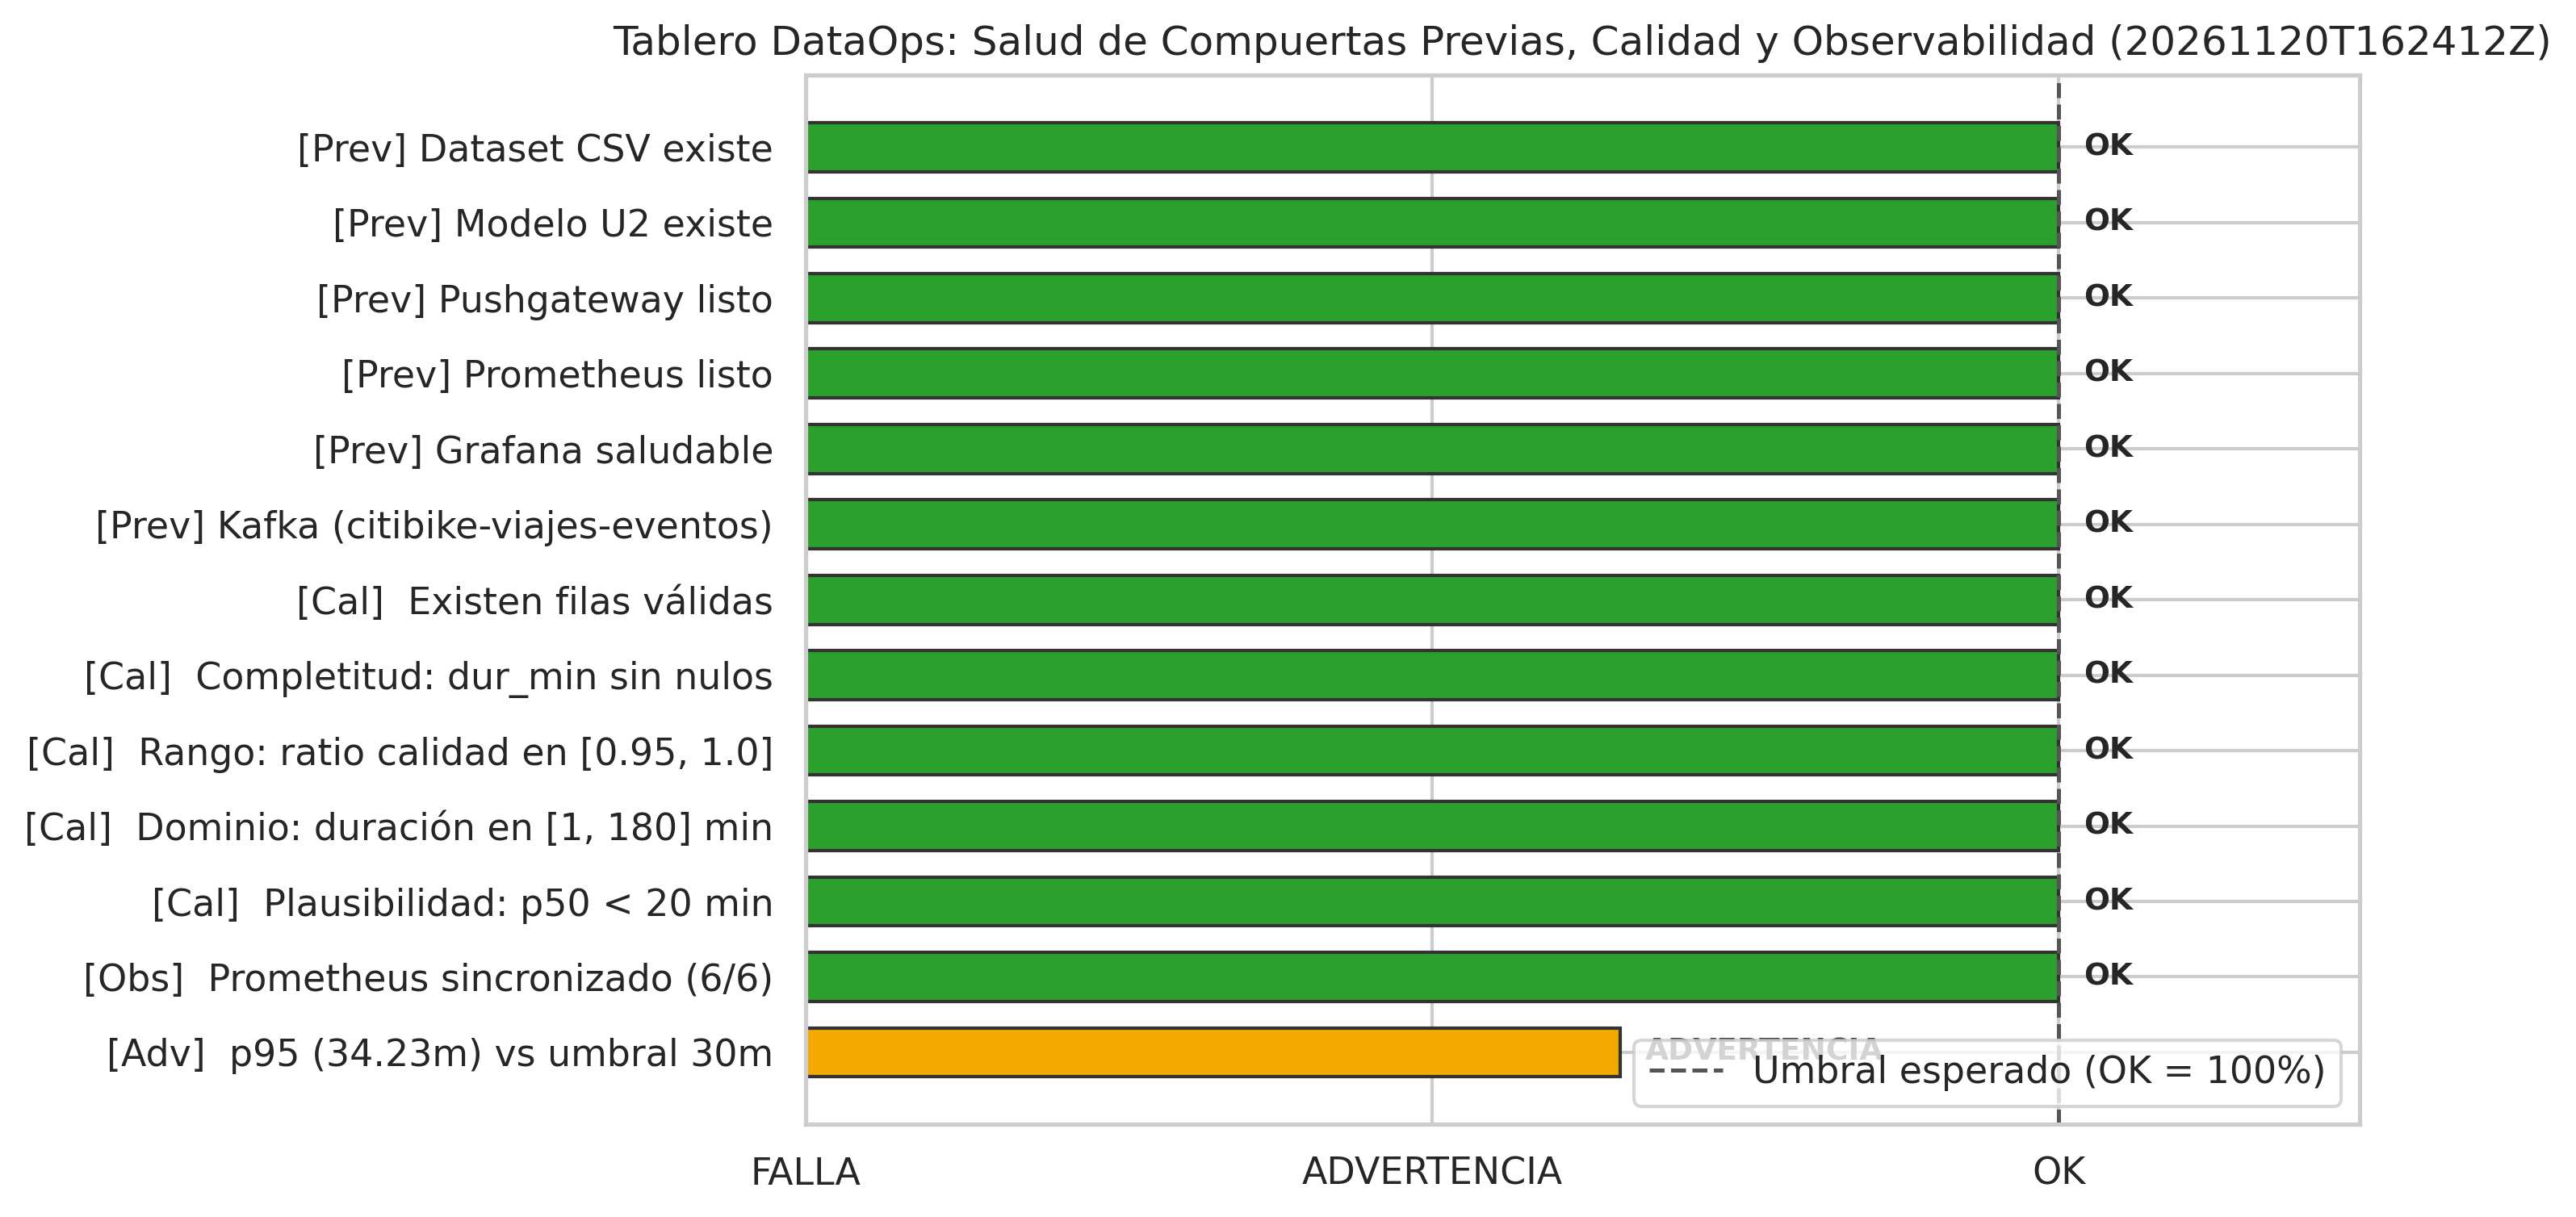 Tablero DataOps: Salud de Compuertas Previas, Calidad y Observabilidad (20261120T162412Z)
[Prev] Dataset CSV existe OK
[Prev] Modelo U2 existe OK
[Prev] Pushgateway listo OK
[Prev] Prometheus listo OK
[Prev] Grafana saludable OK
[Prev] Kafka (citibike-viajes-eventos) OK
[Cal]  Existen filas válidas OK
[Cal]  Completitud: dur_min sin nulos OK
[Cal]  Rango: ratio calidad en [0.95, 1.0] OK
[Cal]  Dominio: duración en [1, 180] min OK
[Cal]  Plausibilidad: p50 < 20 min OK
[Obs]  Prometheus sincronizado (6/6) OK
[Adv]  p95 (34.23m) vs umbral 30m ADVERTENCIA
Umbral esperado (OK = 100%)
FALLA ADVERTENCIA OK